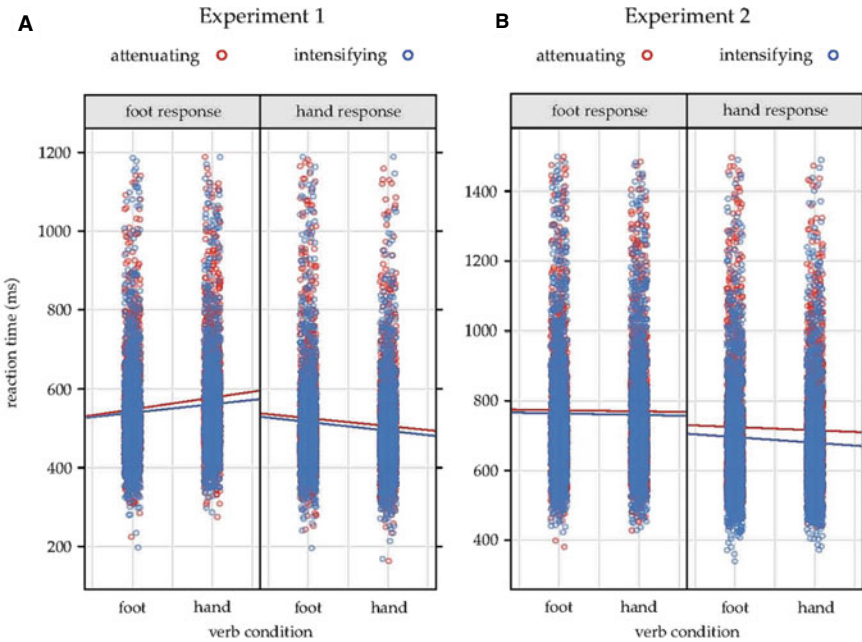 A
Experiment 1
attenuating
intensifying
foot response
hand response
1200
1000
800
600
400
200
reaction time (ms)
foot
hand
foot
hand
verb condition
B
Experiment 2
attenuating
intensifying
foot response
hand response
1400
1200
1000
800
600
400
foot
hand
foot
hand
verb condition